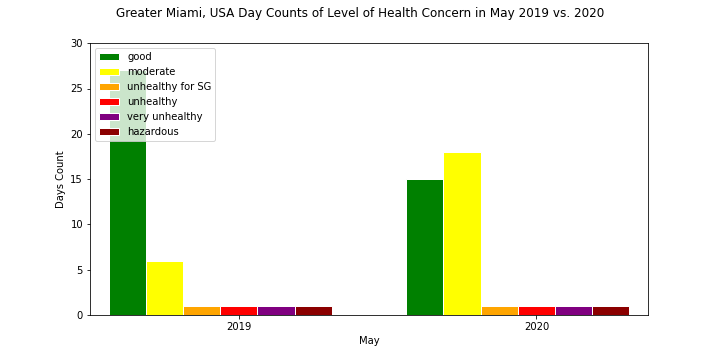 Greater Miami, USA Day Counts of Level of Health Concern in May 2019 vs. 2020
30
25
20
15
10
5
0
Days Count
good
moderate
unhealthy for SG
unhealthy
very unhealthy
hazardous
2019
2020
May